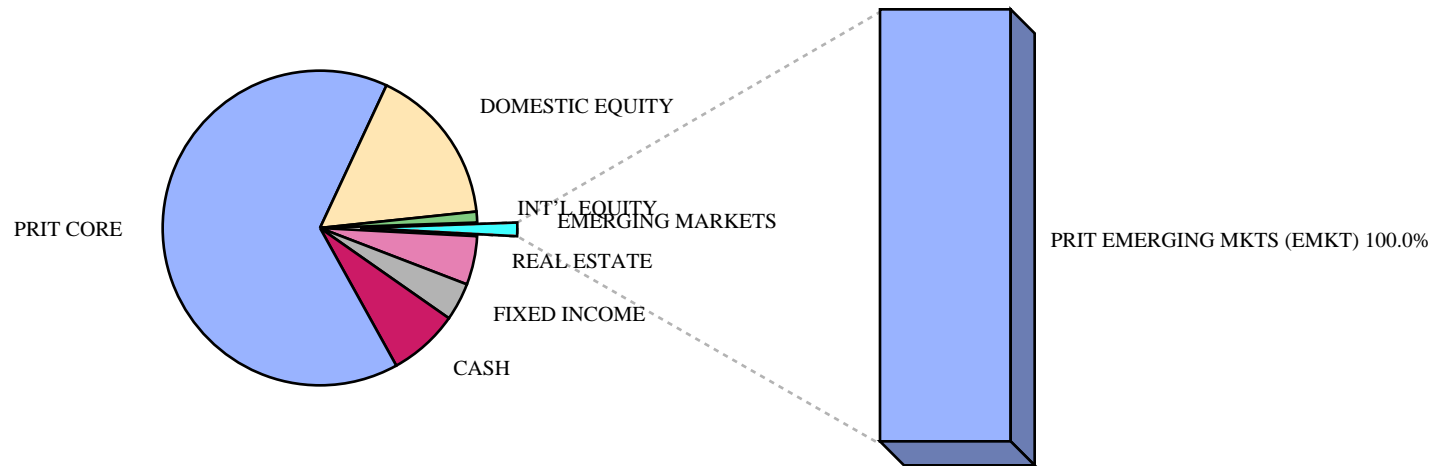 DOMESTIC EQUITY
INT'L EQUITY
EMERGING MARKETS
PRIT CORE
PRIT EMERGING MKTS (EMKT) 100.0%
REAL ESTATE
FIXED INCOME
CASH